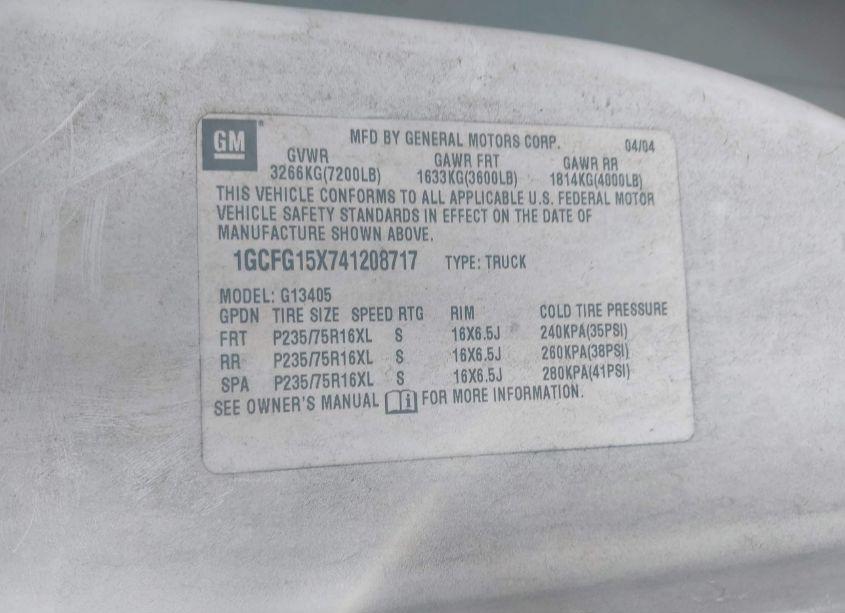 GM MFD BY GENERAL MOTORS CORP. 04/04
GVWR GAWR FRT GAWR RR
3266KG(7200LB) 1633KG(3600LB) 1814KG(4000LB)
THIS VEHICLE CONFORMS TO ALL APPLICABLE U.S. FEDERAL MOTOR
VEHICLE SAFETY STANDARDS IN EFFECT ON THE DATE OF
MANUFACTURE SHOWN ABOVE.
1GCFG15X741208717 TYPE: TRUCK
MODEL: G13405
GPDN TIRE SIZE SPEED RTG RIM COLD TIRE PRESSURE
FRT P235/75R16XL S 16X6.5J 240KPA(35PSI)
RR P235/75R16XL S 16X6.5J 260KPA(38PSI)
SPA P235/75R16XL S 16X6.5J 280KPA(41PSI)
SEE OWNER'S MANUAL FOR MORE INFORMATION.